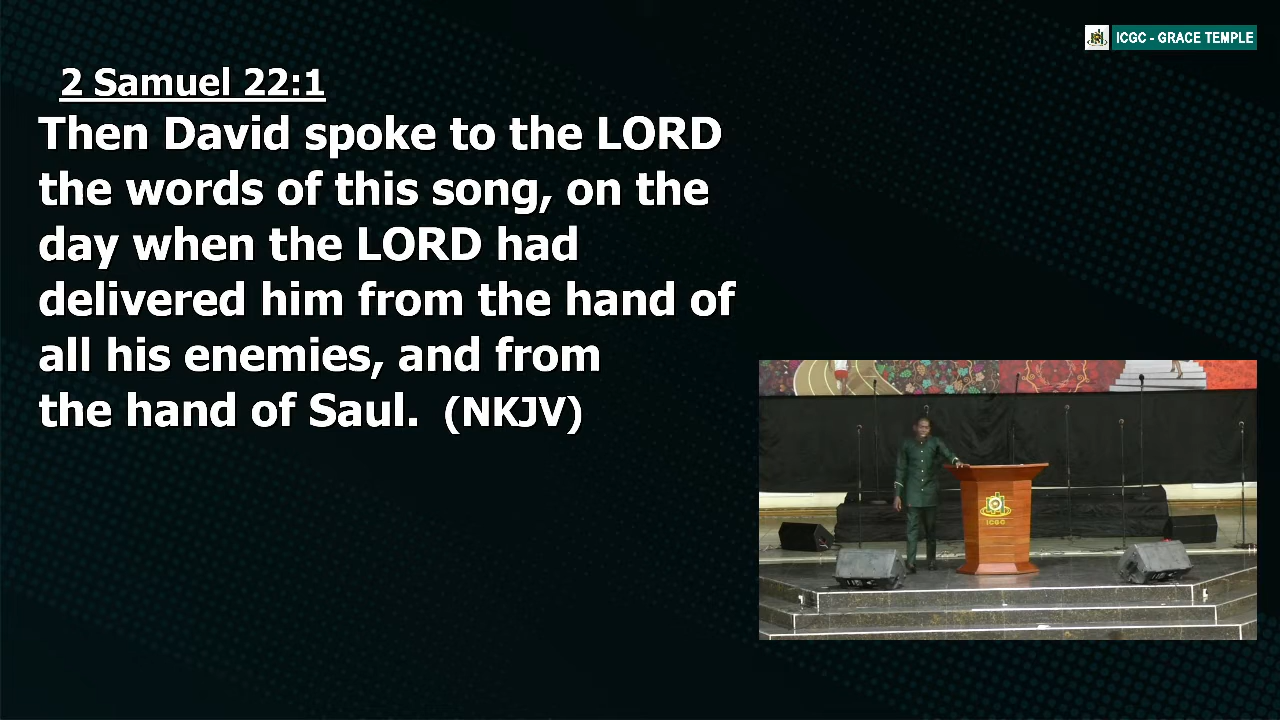 ICGC - GRACE TEMPLE
2 Samuel 22:1
Then David spoke to the LORD
the words of this song, on the
day when the LORD had
delivered him from the hand of
all his enemies, and from
the hand of Saul. (NKJV)
ICGC